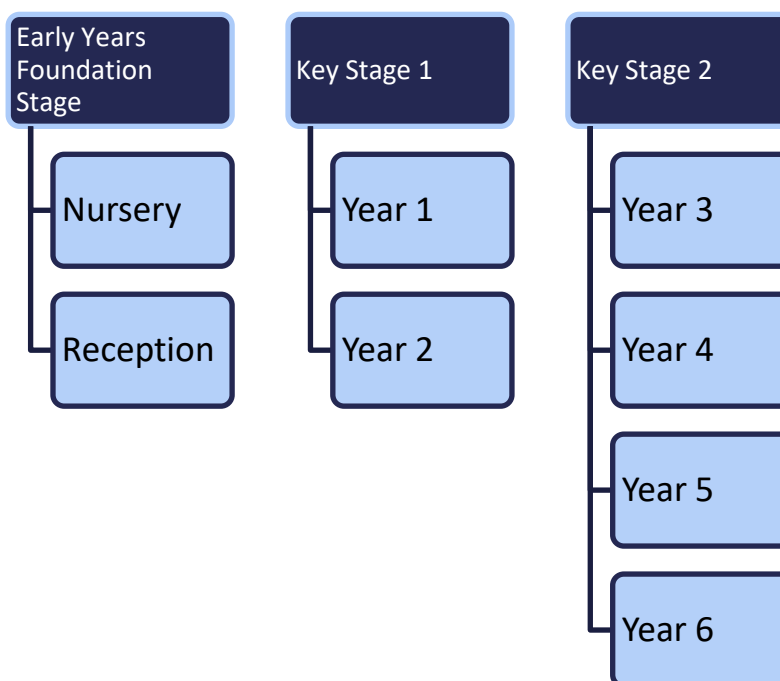 Early Years
Foundation
Stage
Nursery
Reception
Key Stage 1
Year 1
Year 2
Key Stage 2
Year 3
Year 4
Year 5
Year 6